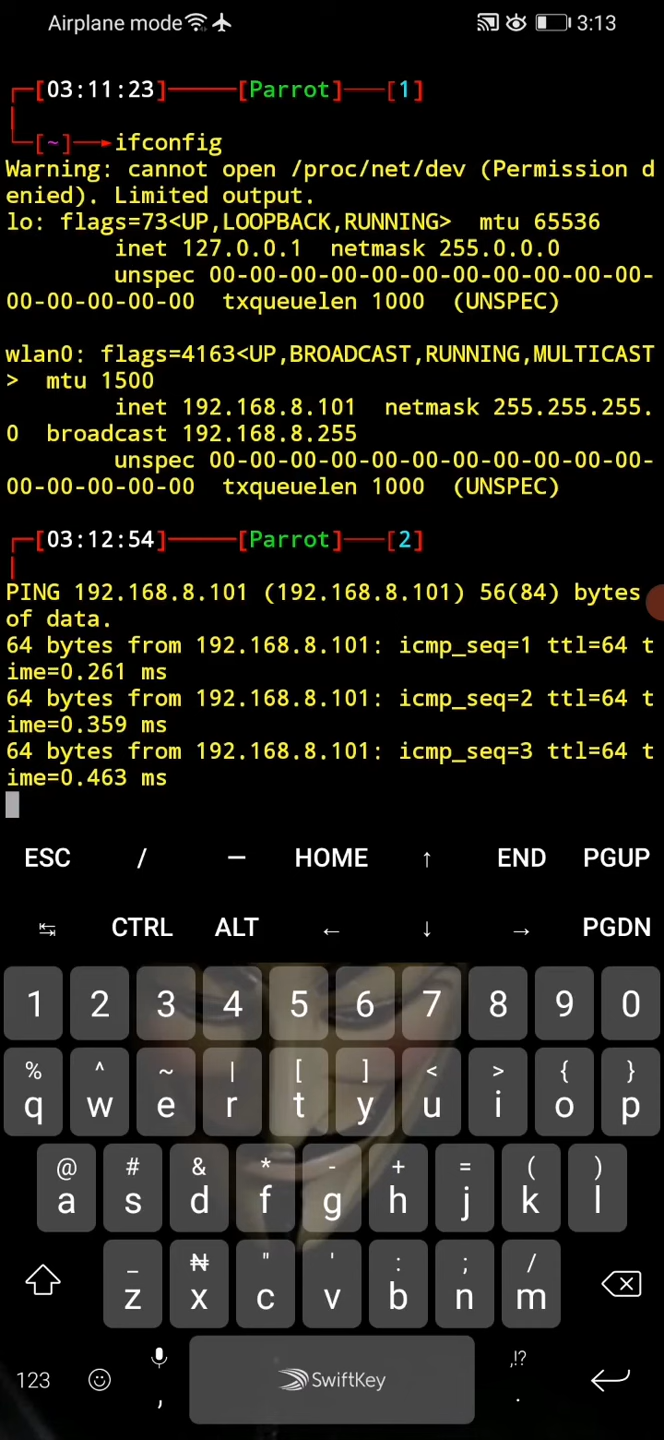 Airplane mode 3:13
[03:11:23]——[Parrot]—[1]
[~]—►ifconfig
Warning: cannot open /proc/net/dev (Permission d
enied). Limited output.
lo: flags=73<UP,LOOPBACK,RUNNING>  mtu 65536
        inet 127.0.0.1  netmask 255.0.0.0
        unspec 00-00-00-00-00-00-00-00-00-00-00-
00-00-00-00-00  txqueuelen 1000  (UNSPEC)
wlan0: flags=4163<UP,BROADCAST,RUNNING,MULTICAST
>  mtu 1500
        inet 192.168.8.101  netmask 255.255.255.
0  broadcast 192.168.8.255
        unspec 00-00-00-00-00-00-00-00-00-00-00-
00-00-00-00-00  txqueuelen 1000  (UNSPEC)
[03:12:54]——[Parrot]—[2]
PING 192.168.8.101 (192.168.8.101) 56(84) bytes
of data.
64 bytes from 192.168.8.101: icmp_seq=1 ttl=64 t
ime=0.261 ms
64 bytes from 192.168.8.101: icmp_seq=2 ttl=64 t
ime=0.359 ms
64 bytes from 192.168.8.101: icmp_seq=3 ttl=64 t
ime=0.463 ms
ESC / — HOME ↑ END PGUP
↹ CTRL ALT ← ↓ → PGDN
1 2 3 4 5 6 7 8 9 0
% ^ ~ | [ ] < > { }
q w e r t y u i o p
@ # & * - + = ( )
a s d f g h j k l
_ ₦ " ' : ; /
z x c v b n m
123 , SwiftKey ,!? .